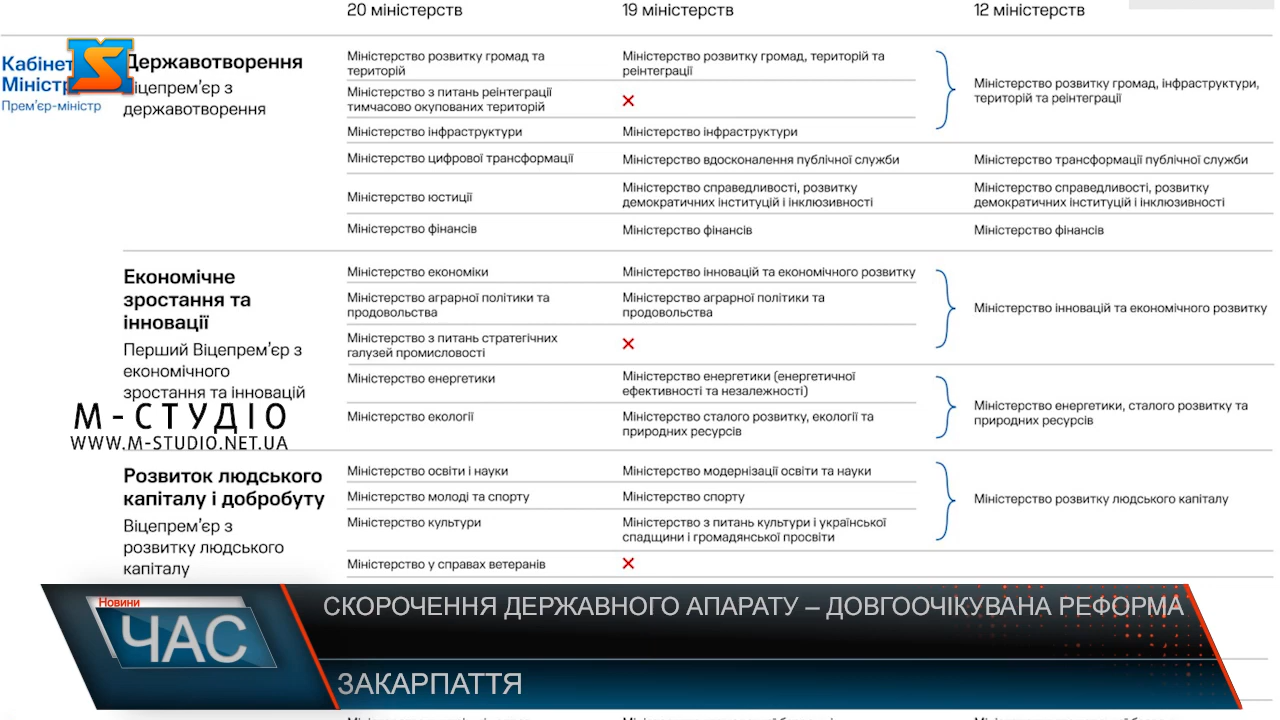 20 міністерств
19 міністерств
12 міністерств
Кабінет
Міністр
Прем'єр-міністр
Державотворення
Віцепрем'єр з
державотворення
Міністерство розвитку громад та
територій
Міністерство розвитку громад, територій та
реінтеграції
Міністерство розвитку громад, інфраструктури,
територій та реінтеграції
Міністерство з питань реінтеграції
тимчасово окупованих територій
Міністерство інфраструктури
Міністерство інфраструктури
Міністерство цифрової трансформації
Міністерство вдосконалення публічної служби
Міністерство трансформації публічної служби
Міністерство юстиції
Міністерство справедливості, розвитку
демократичних інституцій і інклюзивності
Міністерство справедливості, розвитку
демократичних інституцій і інклюзивності
Міністерство фінансів
Міністерство фінансів
Міністерство фінансів
Економічне
зростання та
інновації
Перший Віцепрем'єр з
економічного
зростання та інновацій
Міністерство економіки
Міністерство інновацій та економічного розвитку
Міністерство інновацій та економічного розвитку
Міністерство аграрної політики та
продовольства
Міністерство аграрної політики та
продовольства
Міністерство з питань стратегічних
галузей промисловості
Міністерство енергетики
Міністерство енергетики (енергетичної
ефективності та незалежності)
Міністерство енергетики, сталого розвитку та
природних ресурсів
Міністерство екології
Міністерство сталого розвитку, екології та
природних ресурсів
М-СТУДІО
WWW.M-STUDIO.NET.UA
Розвиток людського
капіталу і добробуту
Віцепрем'єр з
розвитку людського
капіталу
Міністерство освіти і науки
Міністерство модернізації освіти та науки
Міністерство розвитку людського капіталу
Міністерство молоді та спорту
Міністерство спорту
Міністерство культури
Міністерство з питань культури і української
спадщини і громадянської просвіти
Міністерство у справах ветеранів
Новини
ЧАС
СКОРОЧЕННЯ ДЕРЖАВНОГО АПАРАТУ – ДОВГООЧІКУВАНА РЕФОРМА
ЗАКАРПАТТЯ